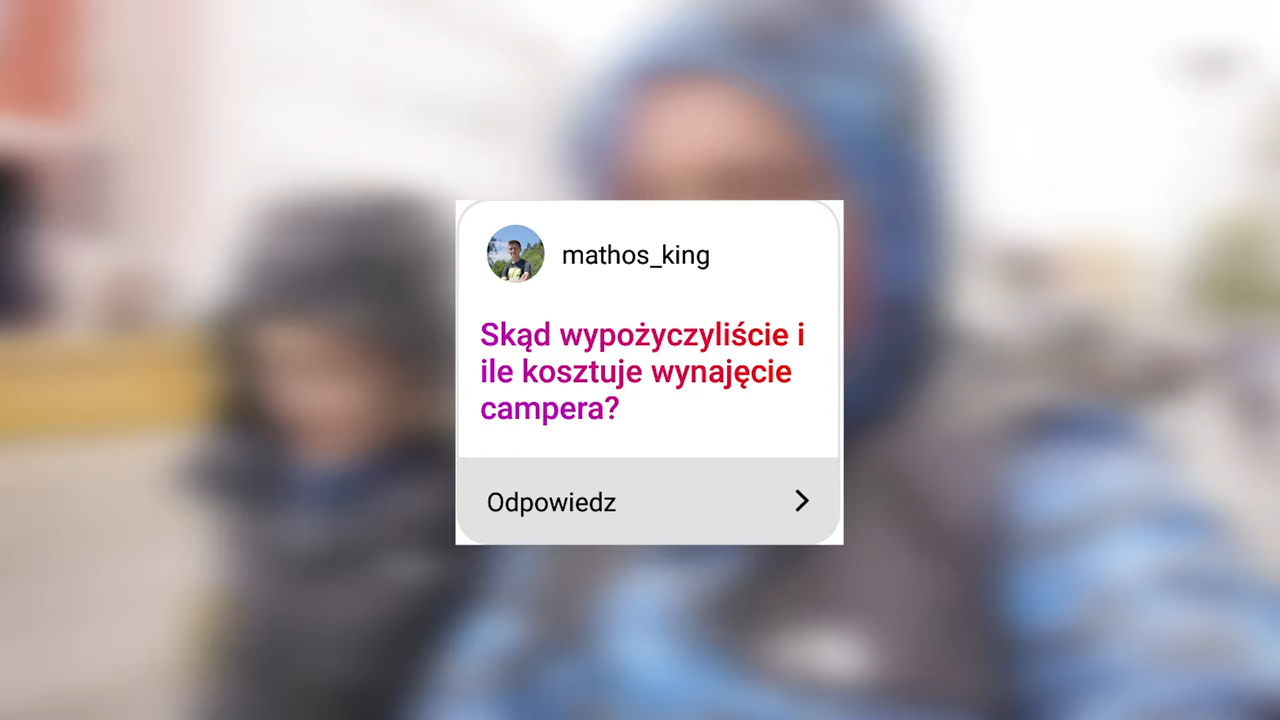 mathos_king
Skąd wypożyczyliście i
ile kosztuje wynajęcie
campera?
Odpowiedz